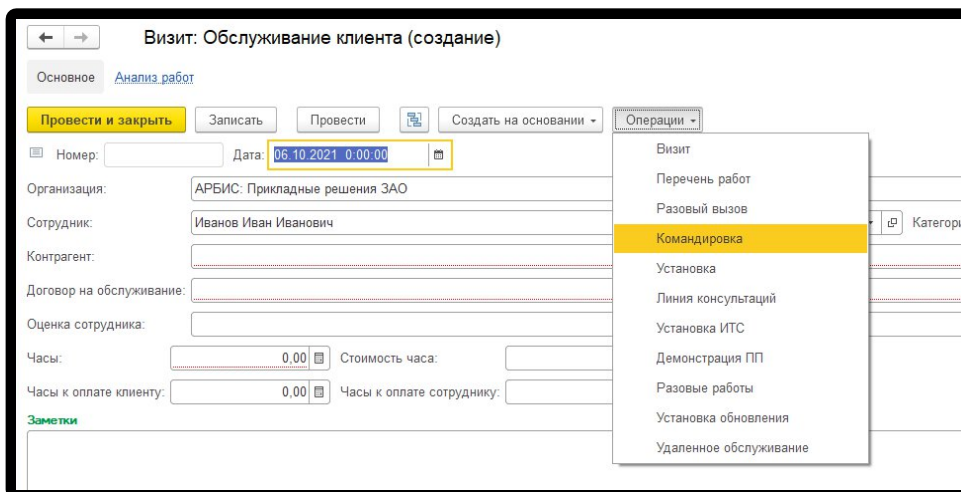 Визит: Обслуживание клиента (создание)
Основное Анализ работ
Провести и закрыть Записать Провести Создать на основании Операции
Номер: Дата: 06.10.2021 0:00:00
Визит
Перечень работ
Организация: АРБИС: Прикладные решения ЗАО
Разовый вызов
Сотрудник: Иванов Иван Иванович Категори
Командировка
Контрагент:
Установка
Договор на обслуживание:
Линия консультаций
Оценка сотрудника:
Установка ИТС
Часы: 0,00 Стоимость часа:
Демонстрация ПП
Часы к оплате клиенту: 0,00 Часы к оплате сотруднику:
Разовые работы
Заметки
Установка обновления
Удаленное обслуживание